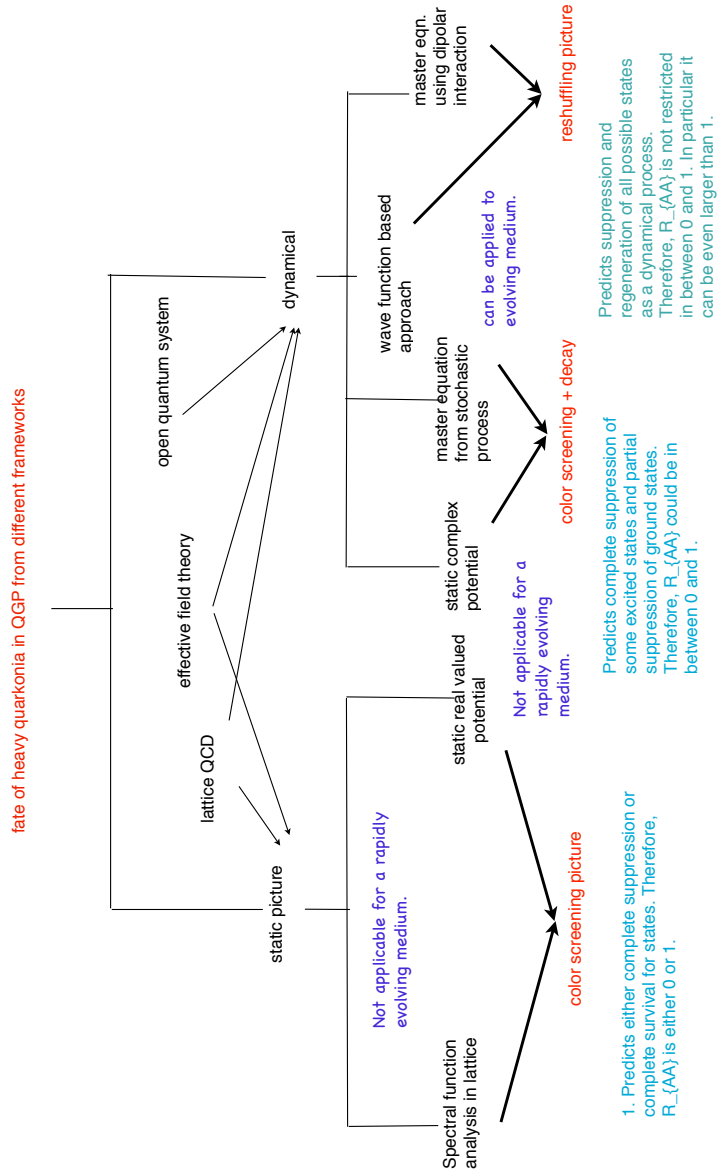 fate of heavy quarkonia in QGP from different frameworks
open quantum system
effective field theory
lattice QCD
static picture
dynamical
Not applicable for a rapidly
evolving medium.
Spectral function
analysis in lattice
static real valued
potential
static complex
potential
master equation
from stochastic
process
wave function based
approach
master eqn.
using dipolar
interaction
Not applicable for a
rapidly evolving
medium.
can be applied to
evolving medium.
color screening picture
color screening + decay
reshuffling picture
1. Predicts either complete suppression or
complete survival for states. Therefore,
R_{AA} is either 0 or 1.
Predicts complete suppression of
some excited states and partial
suppression of ground states.
Therefore, R_{AA} could be in
between 0 and 1.
Predicts suppression and
regeneration of all possible states
as a dynamical process.
Therefore, R_{AA} is not restricted
in between 0 and 1. In particular it
can be even larger than 1.